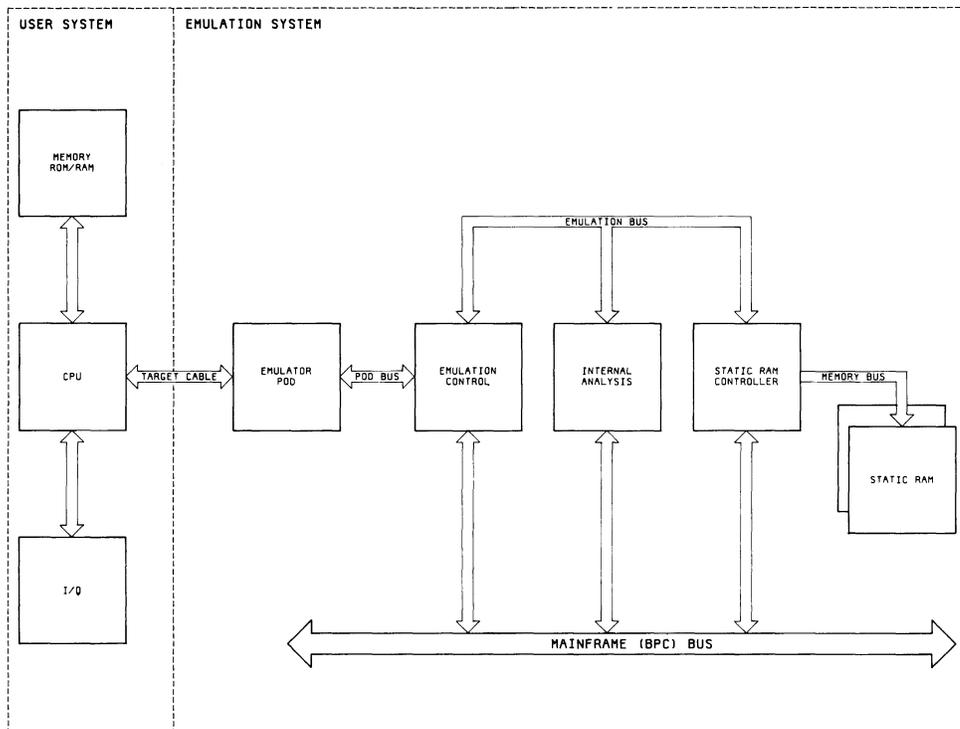 USER SYSTEM
EMULATION SYSTEM
MEMORY
ROM/RAM
EMULATION BUS
CPU
TARGET CABLE
EMULATOR
POD
POD BUS
EMULATION
CONTROL
INTERNAL
ANALYSIS
STATIC RAM
CONTROLLER
MEMORY BUS
STATIC RAM
I/O
MAINFRAME (BPC) BUS